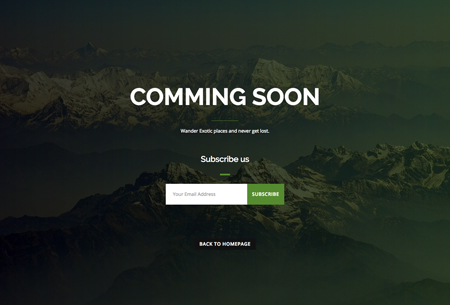 COMMING SOON
Wander Exotic places and never get lost.
Subscribe us
Your Email Address
SUBSCRIBE
BACK TO HOMEPAGE